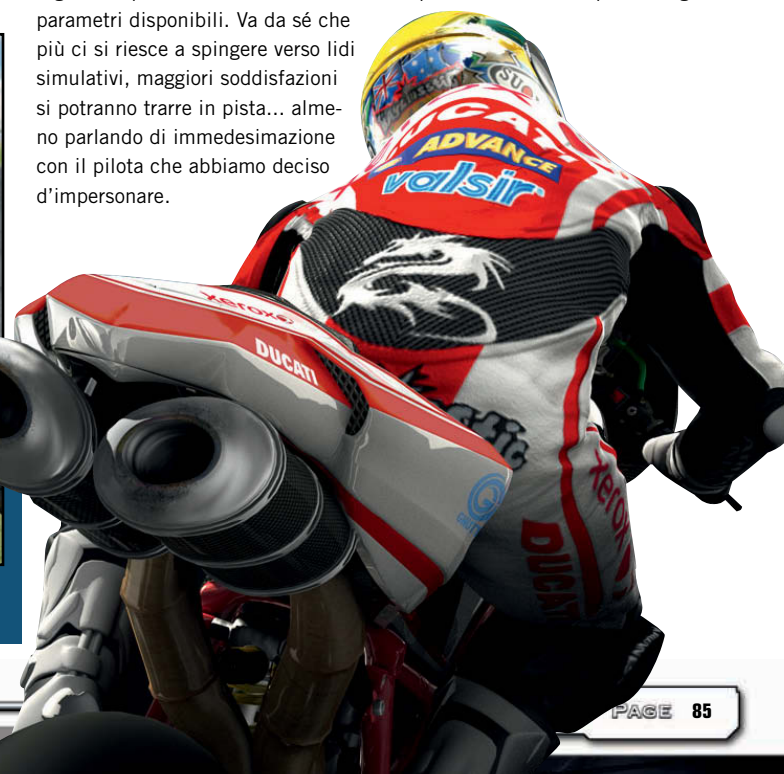 parametri disponibili. Va da sé che
più ci si riesce a spingere verso lidi
simulativi, maggiori soddisfazioni
si potranno trarre in pista... alme-
no parlando di immedesimazione
con il pilota che abbiamo deciso
d'impersonare.
DUCATI
ADVANCE
valsir
xerox
DUCATI
xerox
DUCATI
PAGE 85